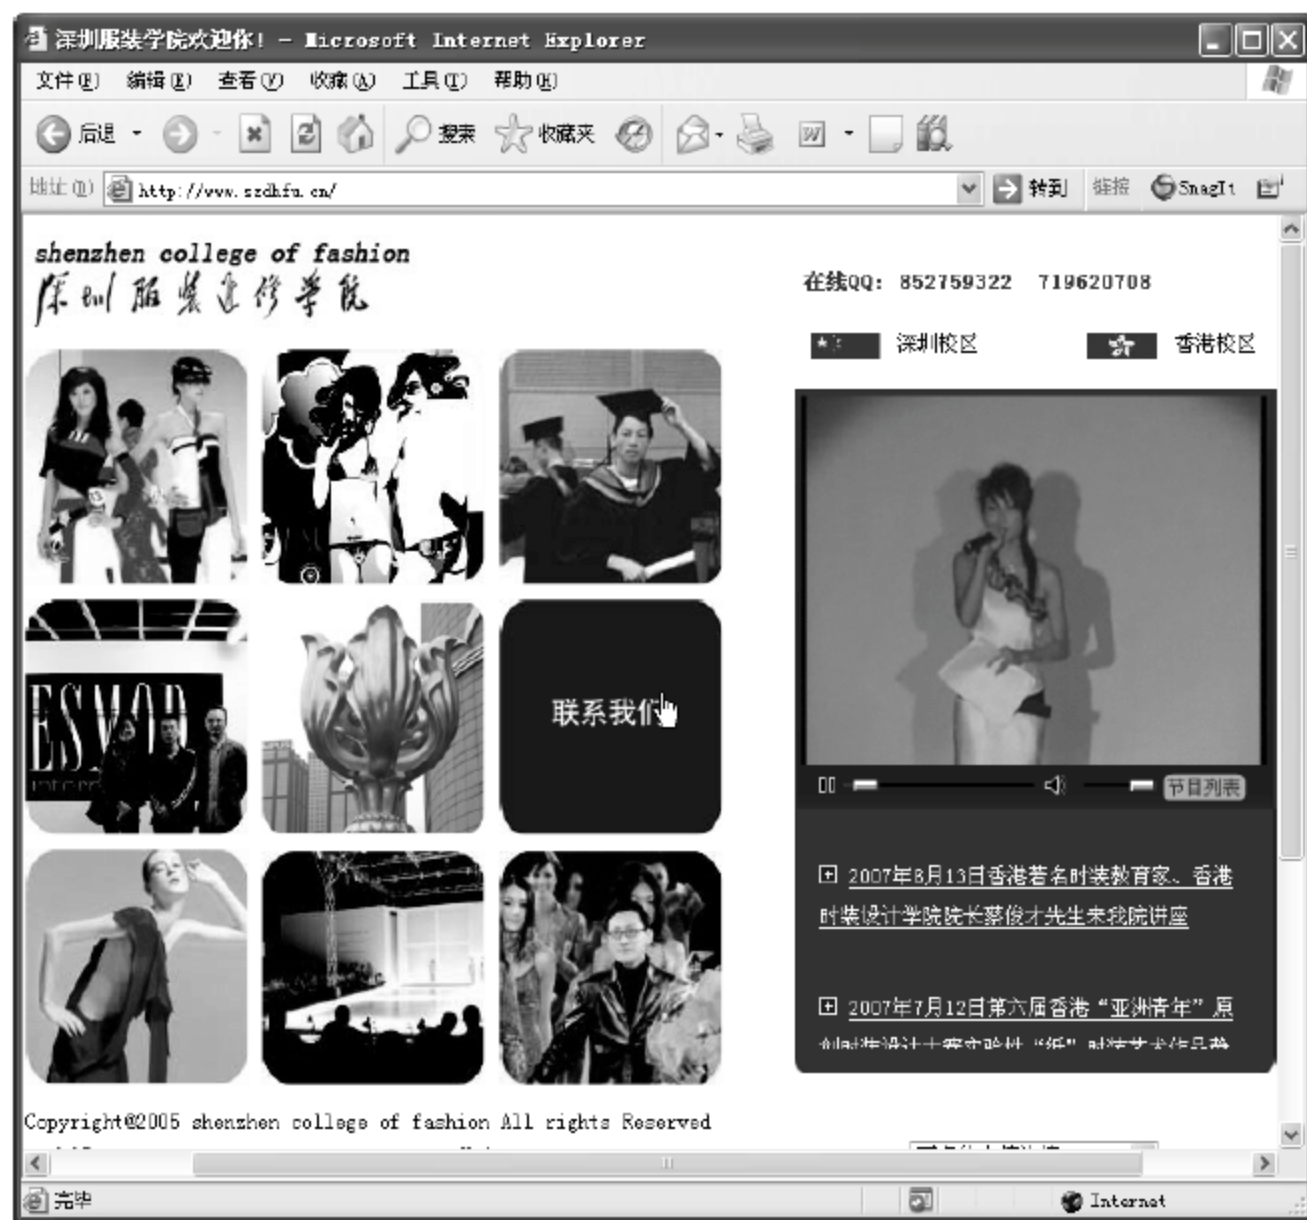 深圳服装学院欢迎你! - Microsoft Internet Explorer
文件(F) 编辑(E) 查看(V) 收藏(A) 工具(T) 帮助(H)
后退 搜索 收藏夹
地址(D) http://www.szdhfu.cn/ 转到 链接 SnagIt
shenzhen college of fashion
深圳服装进修学院
在线QQ: 852759322 719620708
深圳校区 香港校区
ESMOD
联系我们
节目列表
2007年8月13日香港著名时装教育家、香港
时装设计学院院长蔡俊才先生来我院讲座
2007年7月12日第六届香港“亚洲青年”原
Copyright@2005 shenzhen college of fashion All rights Reserved
完毕 Internet